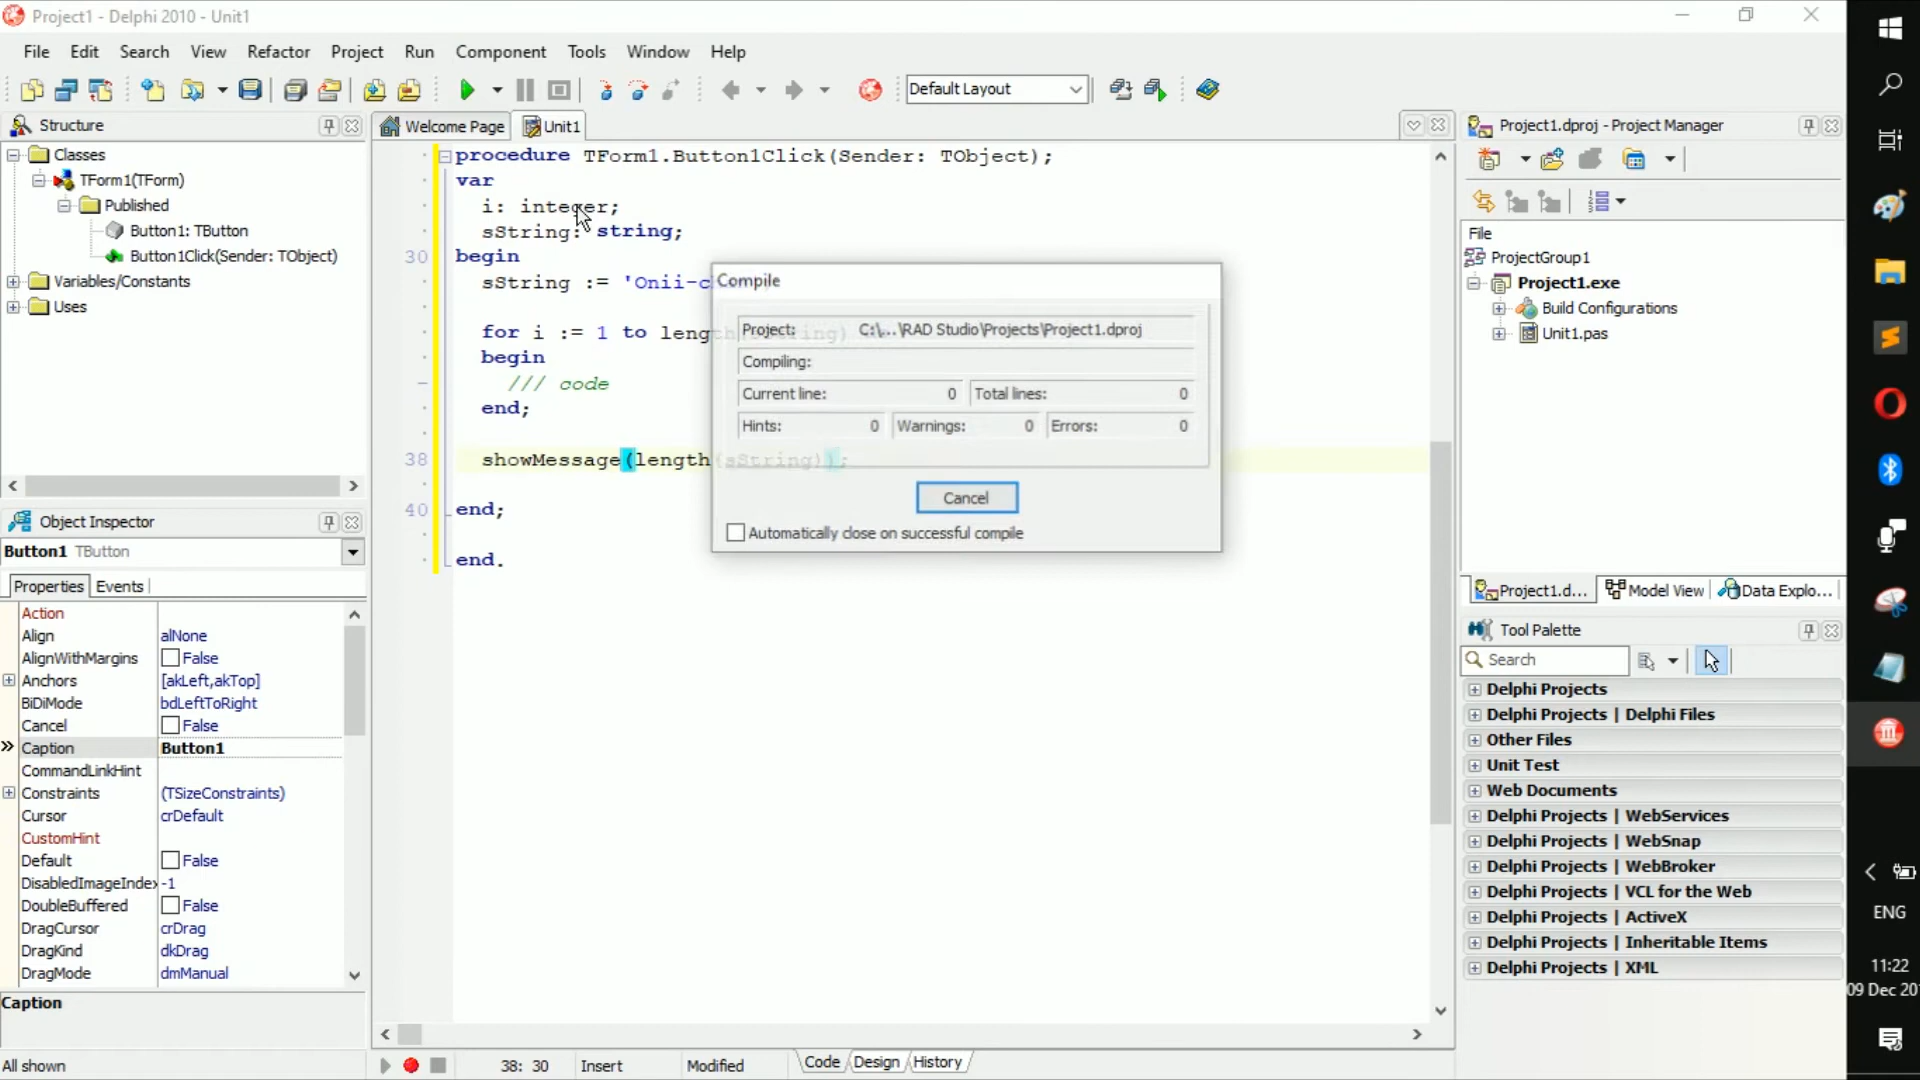 Project1 - Delphi 2010 - Unit1
File Edit Search View Refactor Project Run Component Tools Window Help
Default Layout
Structure
Classes
TForm1(TForm)
Published
Button1: TButton
Button1Click(Sender: TObject)
Variables/Constants
Uses
Object Inspector
Button1 TButton
Properties Events
Action
Align alNone
AlignWithMargins False
Anchors [akLeft,akTop]
BiDiMode bdLeftToRight
Cancel False
Caption Button1
CommandLinkHint
Constraints (TSizeConstraints)
Cursor crDefault
CustomHint
Default False
DisabledImageIndex -1
DoubleBuffered False
DragCursor crDrag
DragKind dkDrag
DragMode dmManual
Caption
All shown
Welcome Page Unit1
procedure TForm1.Button1Click(Sender: TObject);
var
i: integer;
sString: string;
30 begin
sString := 'Onii-c
for i := 1 to length(sString)
begin
/// code
end;
38 showMessage(length(sString));
40 end;
end.
Compile
Project: C:\...\RAD Studio\Projects\Project1.dproj
Compiling:
Current line: 0 Total lines: 0
Hints: 0 Warnings: 0 Errors: 0
Cancel
Automatically close on successful compile
38: 30 Insert Modified Code Design History
Project1.dproj - Project Manager
File
ProjectGroup1
Project1.exe
Build Configurations
Unit1.pas
Project1.d... Model View Data Explo...
Tool Palette
Search
Delphi Projects
Delphi Projects | Delphi Files
Other Files
Unit Test
Web Documents
Delphi Projects | WebServices
Delphi Projects | WebSnap
Delphi Projects | WebBroker
Delphi Projects | VCL for the Web
Delphi Projects | ActiveX
Delphi Projects | Inheritable Items
Delphi Projects | XML
ENG
11:22
09 Dec 20